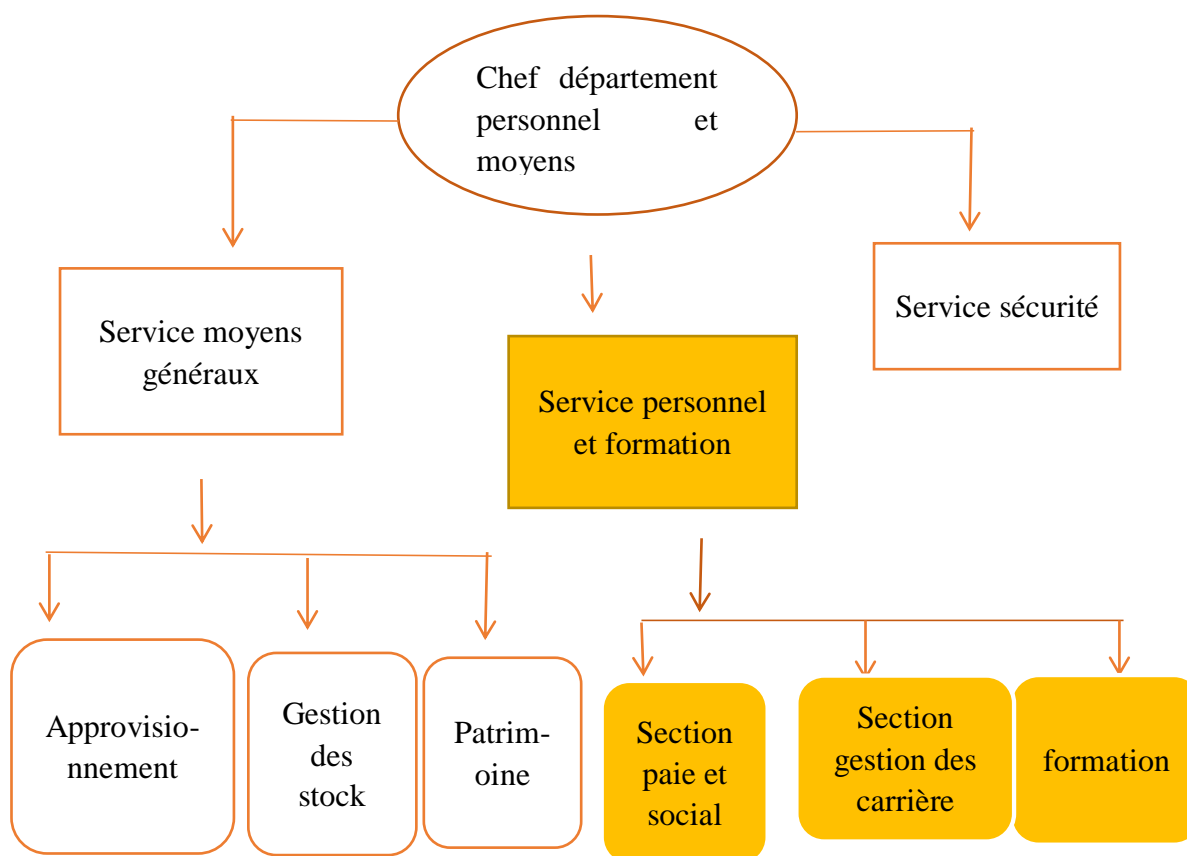 Chef département
personnel et
moyens
Service sécurité
Service moyens
généraux
Service personnel
et formation
Approvisio-
nnement
Gestion
des
stock
Patrim-
oine
Section
paie et
social
Section
gestion des
carrière
formation